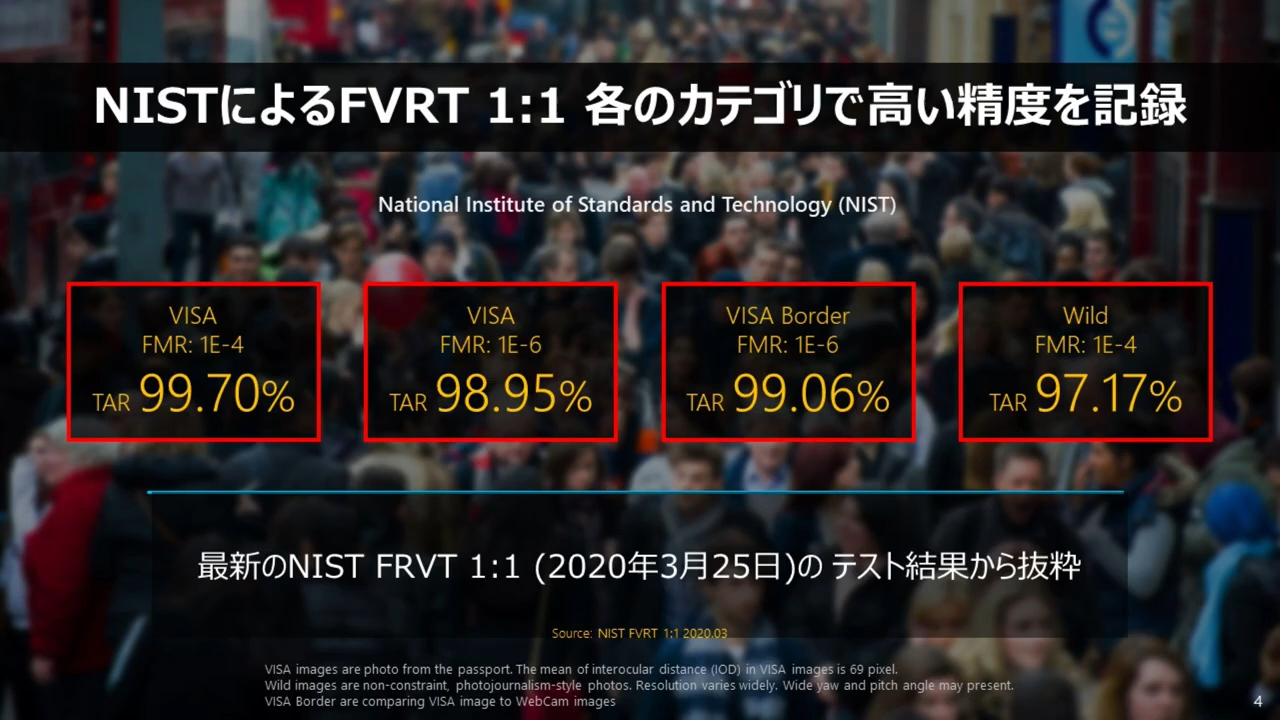 NISTによるFVRT 1:1 各のカテゴリで高い精度を記録
National Institute of Standards and Technology (NIST)
VISA
FMR: 1E-4
TAR 99.70%
VISA
FMR: 1E-6
TAR 98.95%
VISA Border
FMR: 1E-6
TAR 99.06%
Wild
FMR: 1E-4
TAR 97.17%
最新のNIST FRVT 1:1 (2020年3月25日)の テスト結果から抜粋
Source: NIST FVRT 1:1 2020.03
VISA images are photo from the passport. The mean of interocular distance (IOD) in VISA images is 69 pixel.
Wild images are non-constraint, photojournalism-style photos. Resolution varies widely. Wide yaw and pitch angle may present.
VISA Border are comparing VISA image to WebCam images
4